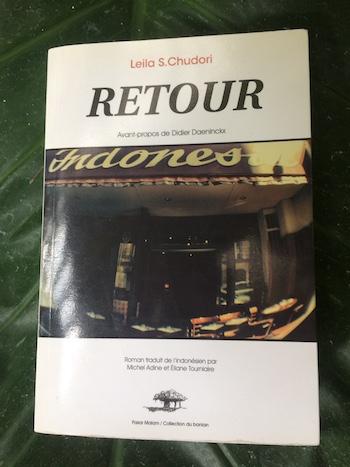 Leila S.Chudori
RETOUR
Avant-propos de Didier Daeninckx
Indones
Roman traduit de l'indonésien par
Michel Adine et Éliane Tourniaire
Pasar Malam / Collection du banian